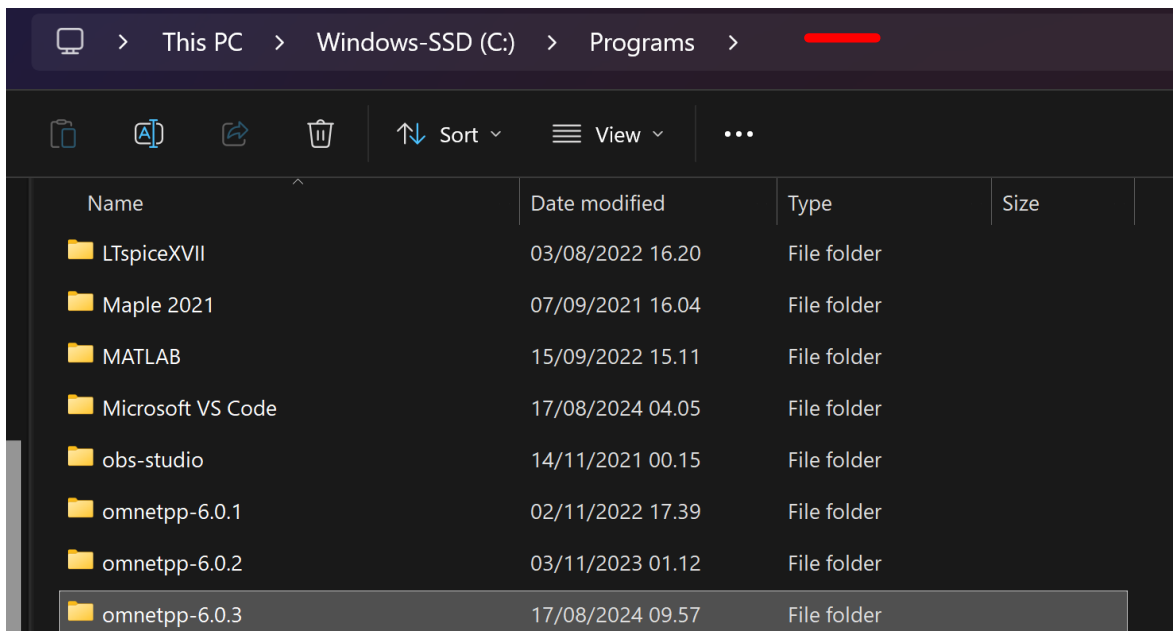 This PC > Windows-SSD (C:) > Programs >
Sort View
Name Date modified Type Size
LTspiceXVII 03/08/2022 16.20 File folder
Maple 2021 07/09/2021 16.04 File folder
MATLAB 15/09/2022 15.11 File folder
Microsoft VS Code 17/08/2024 04.05 File folder
obs-studio 14/11/2021 00.15 File folder
omnetpp-6.0.1 02/11/2022 17.39 File folder
omnetpp-6.0.2 03/11/2023 01.12 File folder
omnetpp-6.0.3 17/08/2024 09.57 File folder